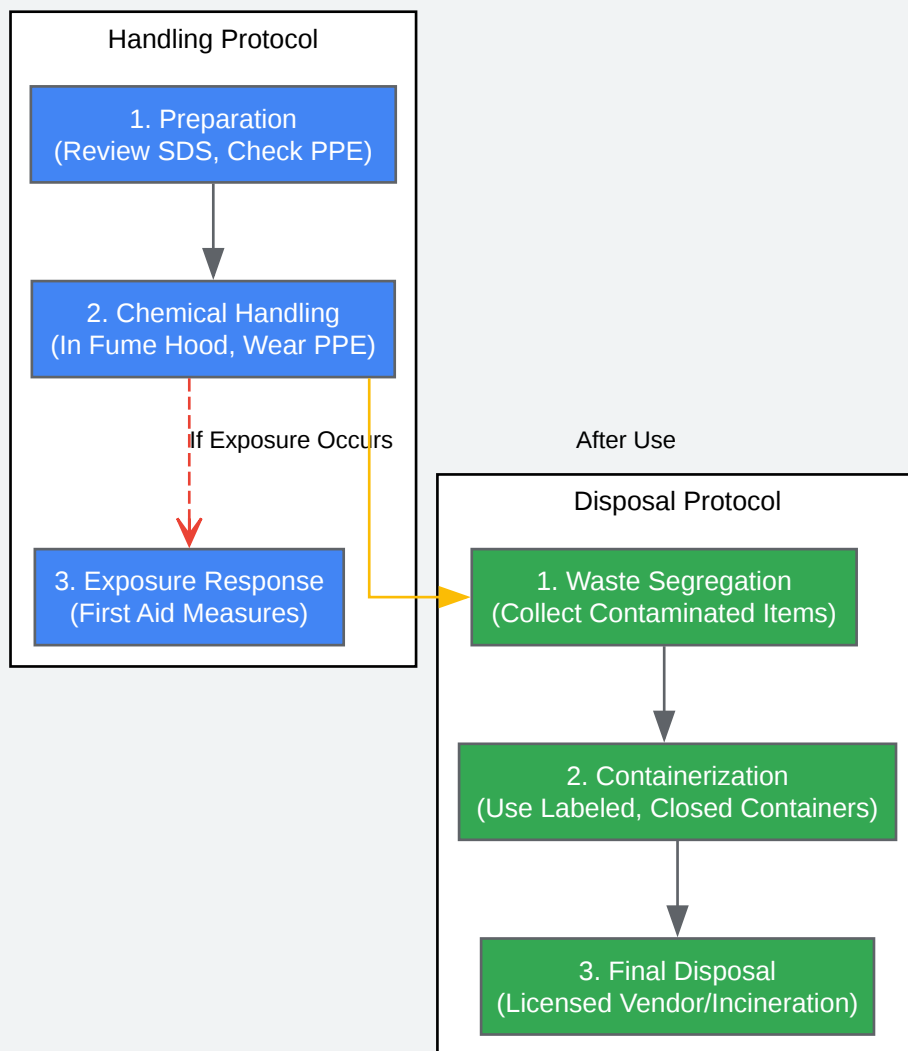 Handling Protocol
1. Preparation
(Review SDS, Check PPE)
2. Chemical Handling
(In Fume Hood, Wear PPE)
If Exposure Occurs
After Use
3. Exposure Response
(First Aid Measures)
Disposal Protocol
1. Waste Segregation
(Collect Contaminated Items)
2. Containerization
(Use Labeled, Closed Containers)
3. Final Disposal
(Licensed Vendor/Incineration)